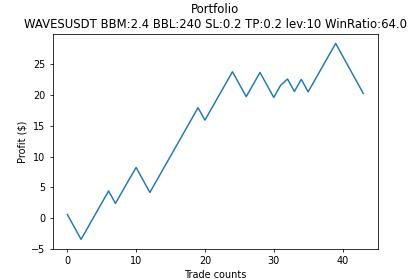 Portfolio
WAVESUSDT BBM:2.4 BBL:240 SL:0.2 TP:0.2 lev:10 WinRatio:64.0
25
20
15
10
5
0
−5
Profit ($)
0 10 20 30 40
Trade counts